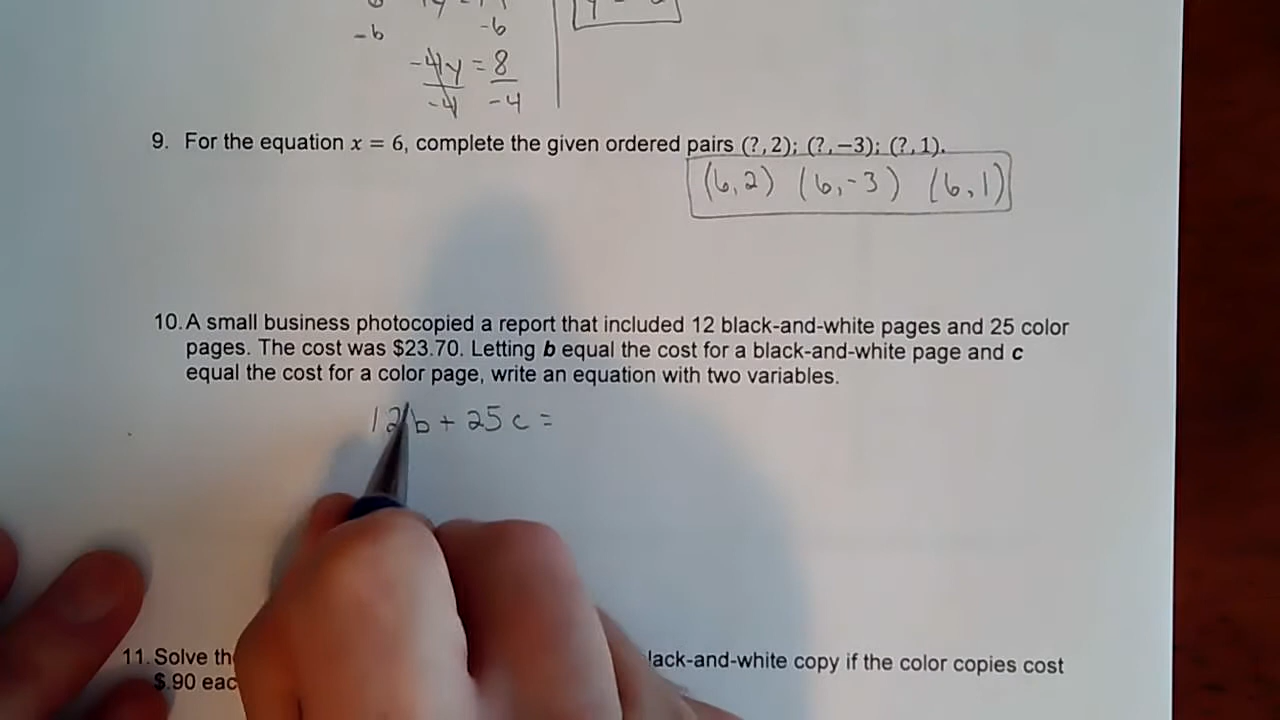 -6 -6
-4y = 8
-4 -4
9. For the equation x = 6, complete the given ordered pairs (?, 2); (?, −3); (?, 1).
(6,2) (6,-3) (6,1)
10. A small business photocopied a report that included 12 black-and-white pages and 25 color
pages. The cost was $23.70. Letting b equal the cost for a black-and-white page and c
equal the cost for a color page, write an equation with two variables.
12b + 25c =
11. Solve th lack-and-white copy if the color copies cost
$.90 eac